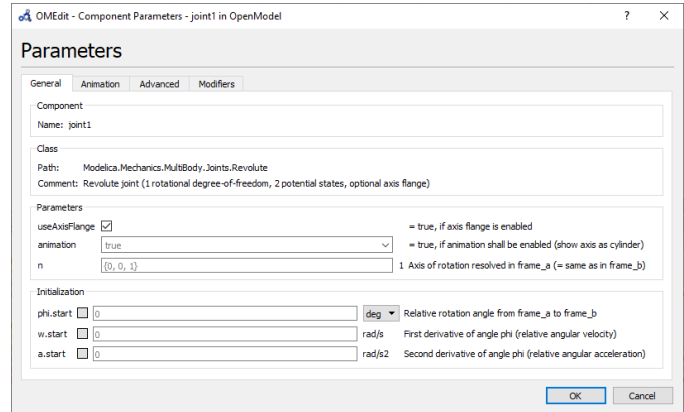 OMEdit - Component Parameters - joint1 in OpenModel ? ×
Parameters
General Animation Advanced Modifiers
Component
Name: joint1
Class
Path: Modelica.Mechanics.MultiBody.Joints.Revolute
Comment: Revolute joint (1 rotational degree-of-freedom, 2 potential states, optional axis flange)
Parameters
useAxisFlange = true, if axis flange is enabled
animation true = true, if animation shall be enabled (show axis as cylinder)
n {0, 0, 1} 1 Axis of rotation resolved in frame_a (= same as in frame_b)
Initialization
phi.start 0 deg Relative rotation angle from frame_a to frame_b
w.start 0 rad/s First derivative of angle phi (relative angular velocity)
a.start 0 rad/s2 Second derivative of angle phi (relative angular acceleration)
OK Cancel